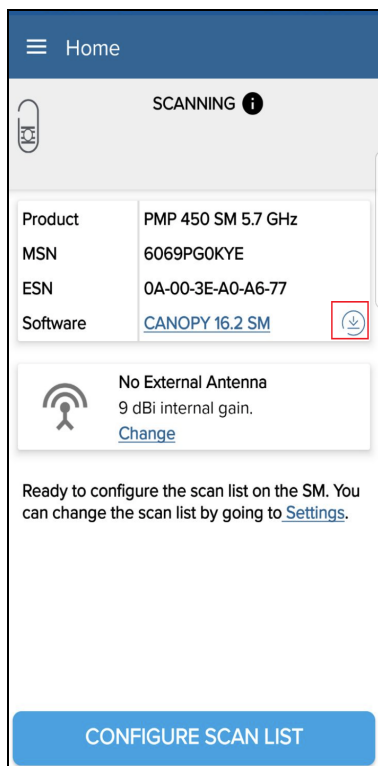 Home
SCANNING i
Product PMP 450 SM 5.7 GHz
MSN 6069PG0KYE
ESN 0A-00-3E-A0-A6-77
Software CANOPY 16.2 SM
No External Antenna
9 dBi internal gain.
Change
Ready to configure the scan list on the SM. You
can change the scan list by going to Settings.
CONFIGURE SCAN LIST